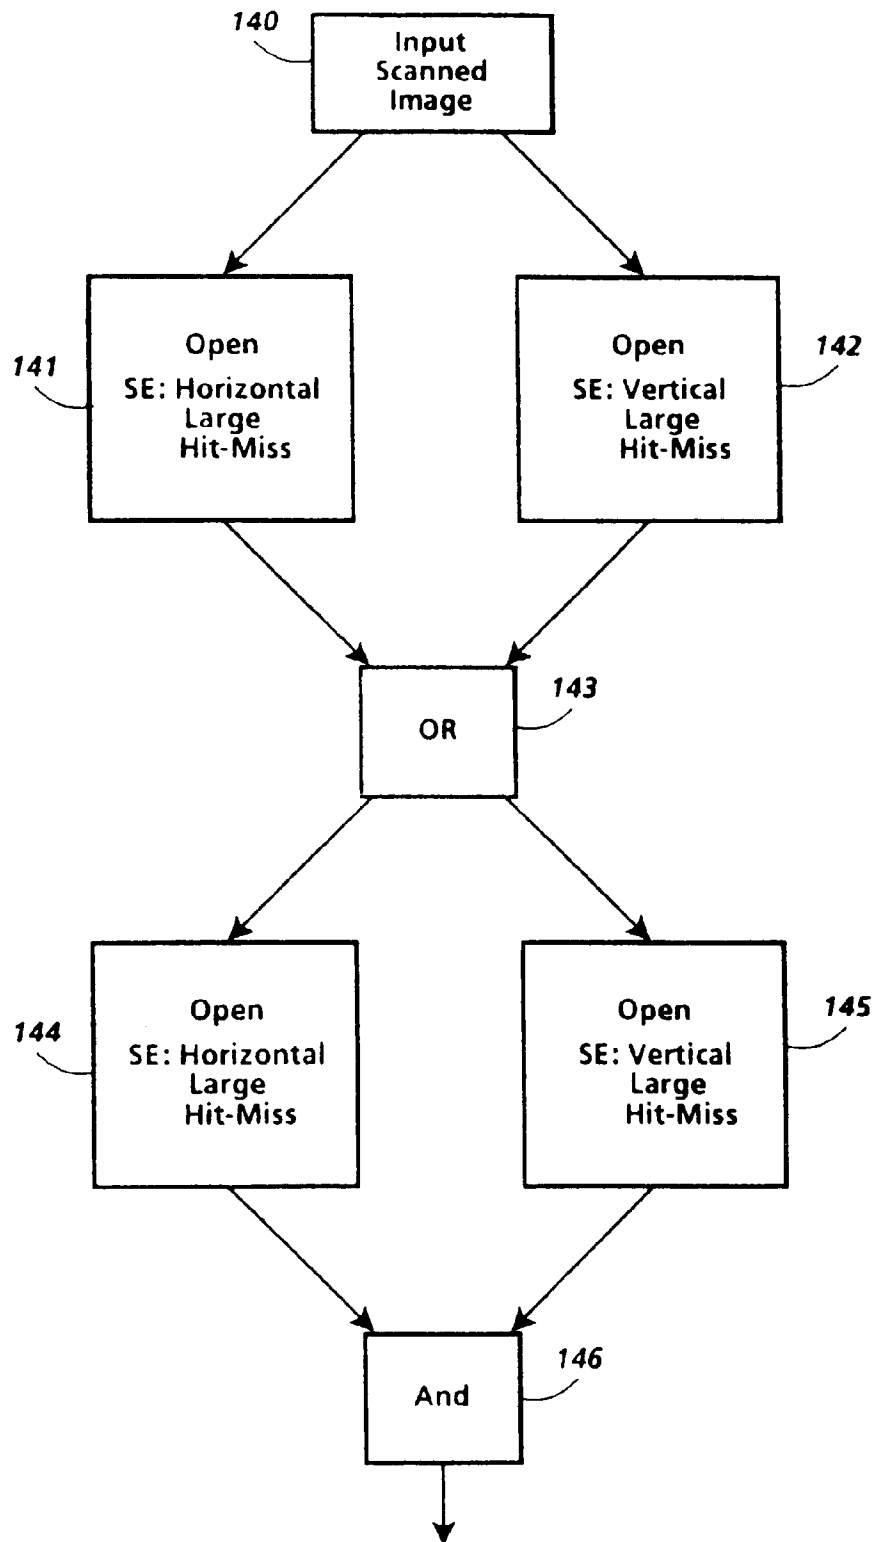 140
Input
Scanned
Image
141
Open
SE: Horizontal
Large
Hit-Miss
142
Open
SE: Vertical
Large
Hit-Miss
143
OR
144
Open
SE: Horizontal
Large
Hit-Miss
145
Open
SE: Vertical
Large
Hit-Miss
146
And